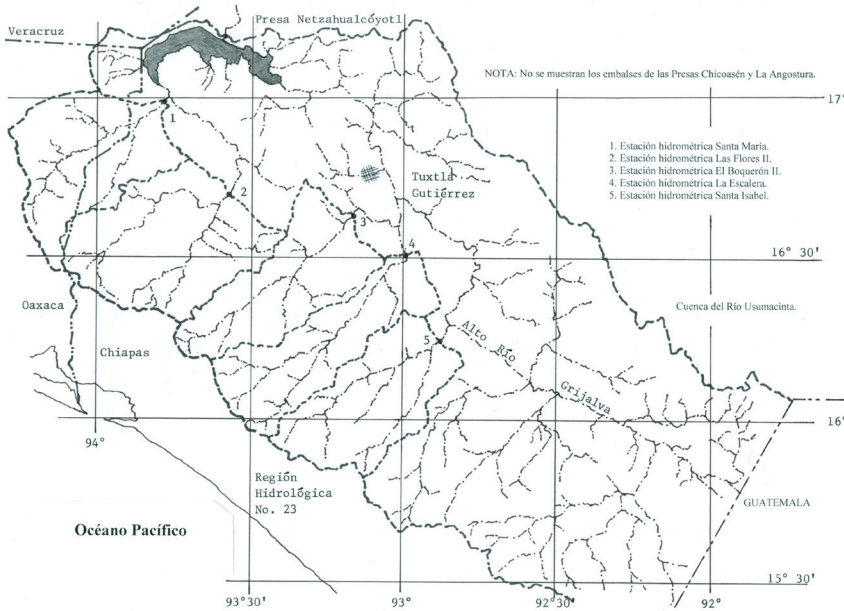 Presa Netzahualcóyotl
Veracruz
NOTA: No se muestran los embalses de las Presas Chicoasén y La Angostura.
17°
1
1. Estación hidrométrica Santa María.
2. Estación hidrométrica Las Flores II.
3. Estación hidrométrica El Boquerón II.
4. Estación hidrométrica La Escalera.
5. Estación hidrométrica Santa Isabel.
Tuxtla
Gutiérrez
2
3
4
16° 30'
Oaxaca
Cuenca del Río Usumacinta.
Chiapas
5
Alto Río
Grijalva
16°
94°
Región
Hidrológica
No. 23
GUATEMALA
Océano Pacífico
15° 30'
93°30'
93°
92°30'
92°